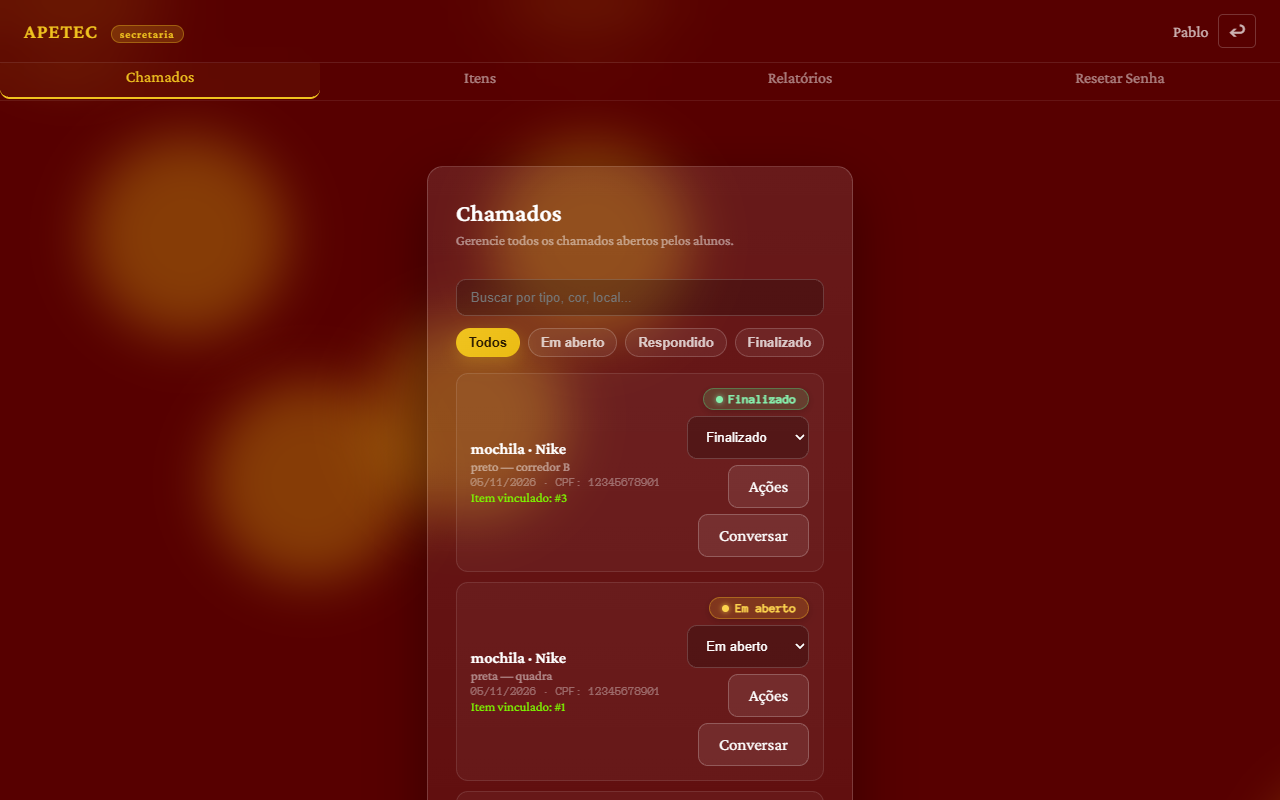 APETEC secretaria Pablo
Chamados Itens Relatórios Resetar Senha
Chamados
Gerencie todos os chamados abertos pelos alunos.
Buscar por tipo, cor, local...
Todos Em aberto Respondido Finalizado
Finalizado
Finalizado
mochila · Nike
preto — corredor B
05/11/2026 · CPF: 12345678901
Item vinculado: #3
Ações
Conversar
Em aberto
Em aberto
mochila · Nike
preta — quadra
05/11/2026 · CPF: 12345678901
Item vinculado: #1
Ações
Conversar